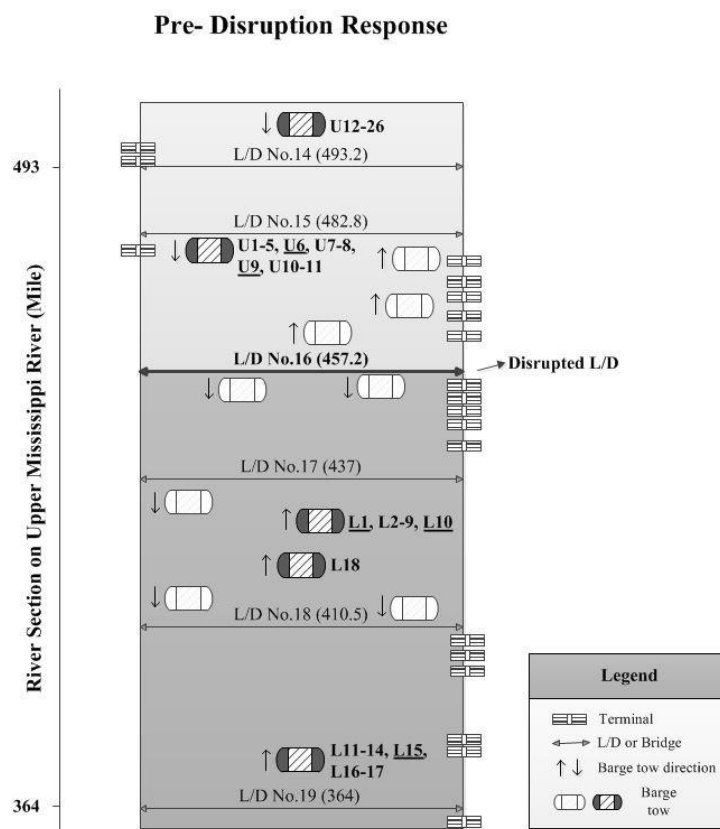 Pre- Disruption Response
U12-26
493
L/D No.14 (493.2)
L/D No.15 (482.8)
U1-5, U6, U7-8,
U9, U10-11
L/D No.16 (457.2)
Disrupted L/D
L/D No.17 (437)
L1, L2-9, L10
L18
L/D No.18 (410.5)
L11-14, L15,
L16-17
364
L/D No.19 (364)
River Section on Upper Mississippi River (Mile)
Legend
Terminal
L/D or Bridge
Barge tow direction
Barge
tow